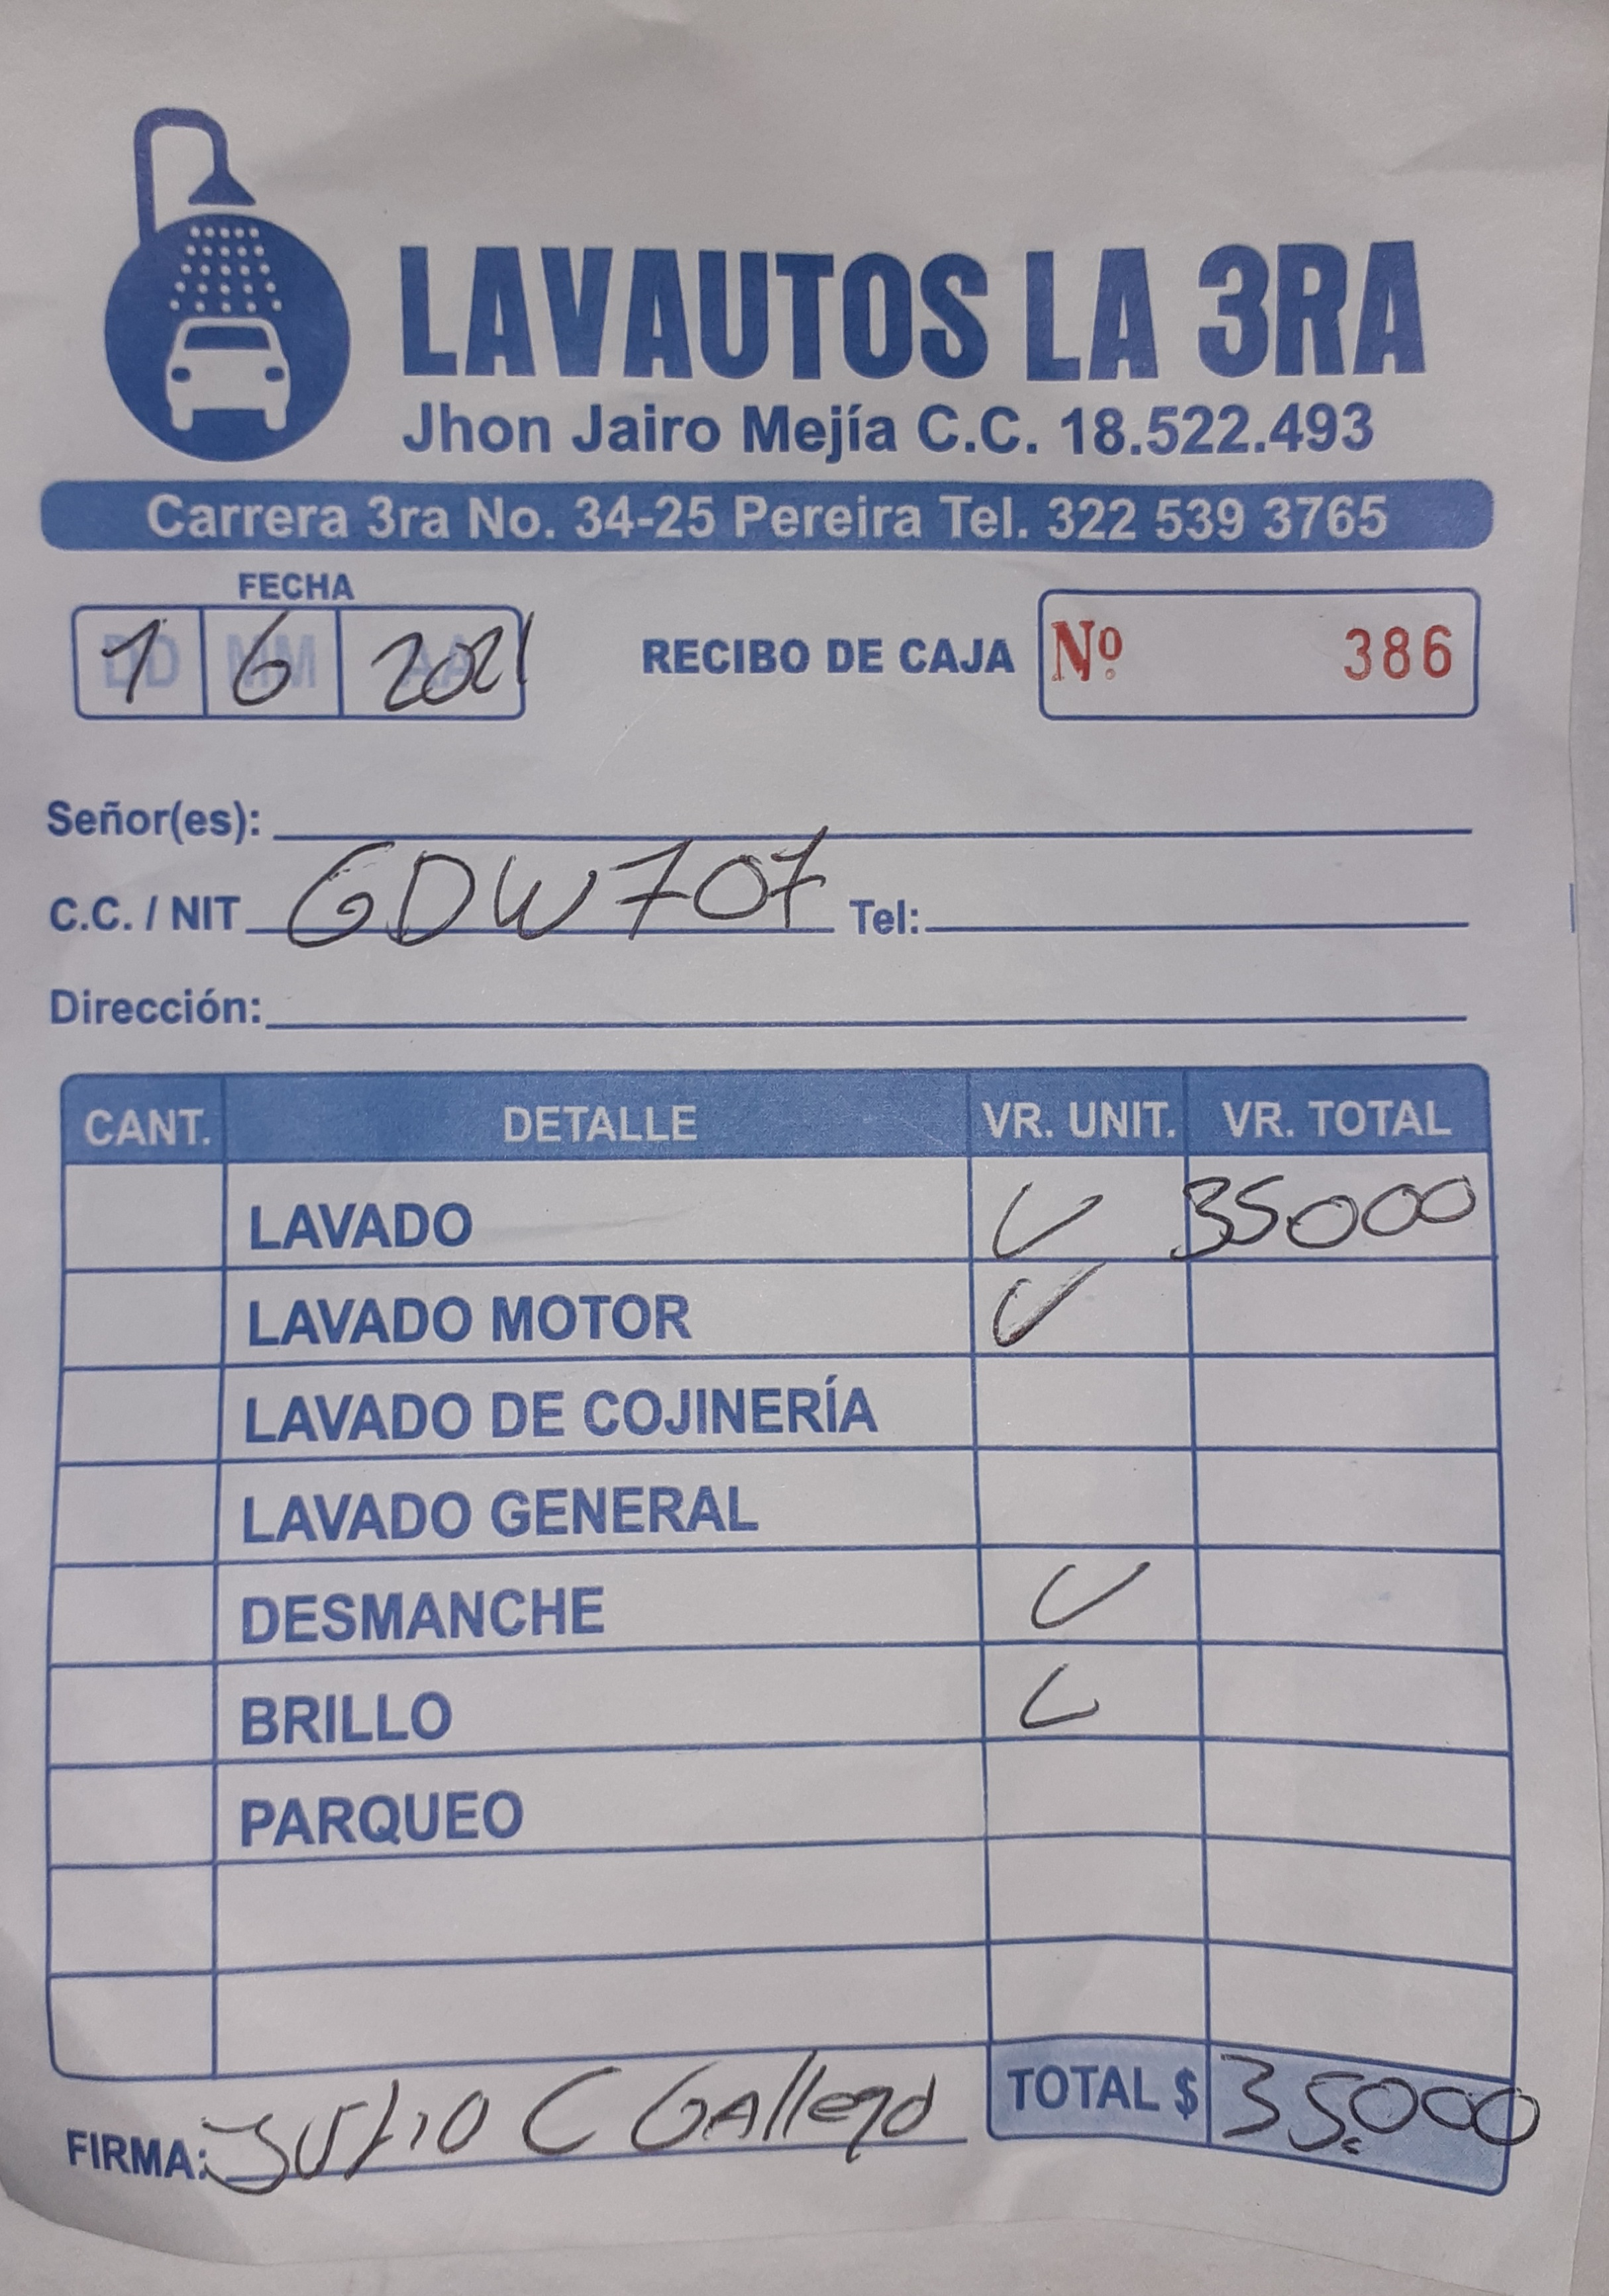 LAVAUTOS LA 3RA
Jhon Jairo Mejía C.C. 18.522.493
Carrera 3ra No. 34-25 Pereira Tel. 322 539 3765
FECHA
DD MM AA
1 6 2021
RECIBO DE CAJA Nº 386
Señor(es):
C.C. / NIT GDW707 Tel:
Dirección:
CANT. DETALLE VR. UNIT. VR. TOTAL
LAVADO 35000
LAVADO MOTOR
LAVADO DE COJINERÍA
LAVADO GENERAL
DESMANCHE
BRILLO
PARQUEO
TOTAL $ 35.000
FIRMA: C Gallego